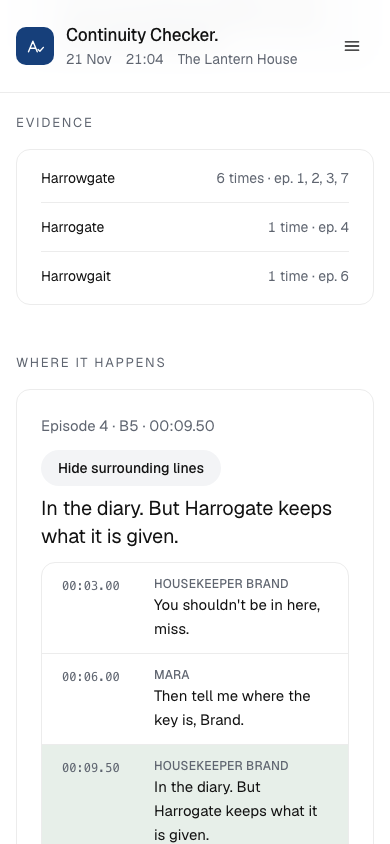 Continuity Checker.
21 Nov 21:04 The Lantern House
EVIDENCE
Harrowgate 6 times · ep. 1, 2, 3, 7
Harrogate 1 time · ep. 4
Harrowgait 1 time · ep. 6
WHERE IT HAPPENS
Episode 4 · B5 · 00:09.50
Hide surrounding lines
In the diary. But Harrogate keeps
what it is given.
00:03.00 HOUSEKEEPER BRAND
You shouldn't be in here,
miss.
00:06.00 MARA
Then tell me where the
key is, Brand.
00:09.50 HOUSEKEEPER BRAND
In the diary. But
Harrogate keeps what it
is given.